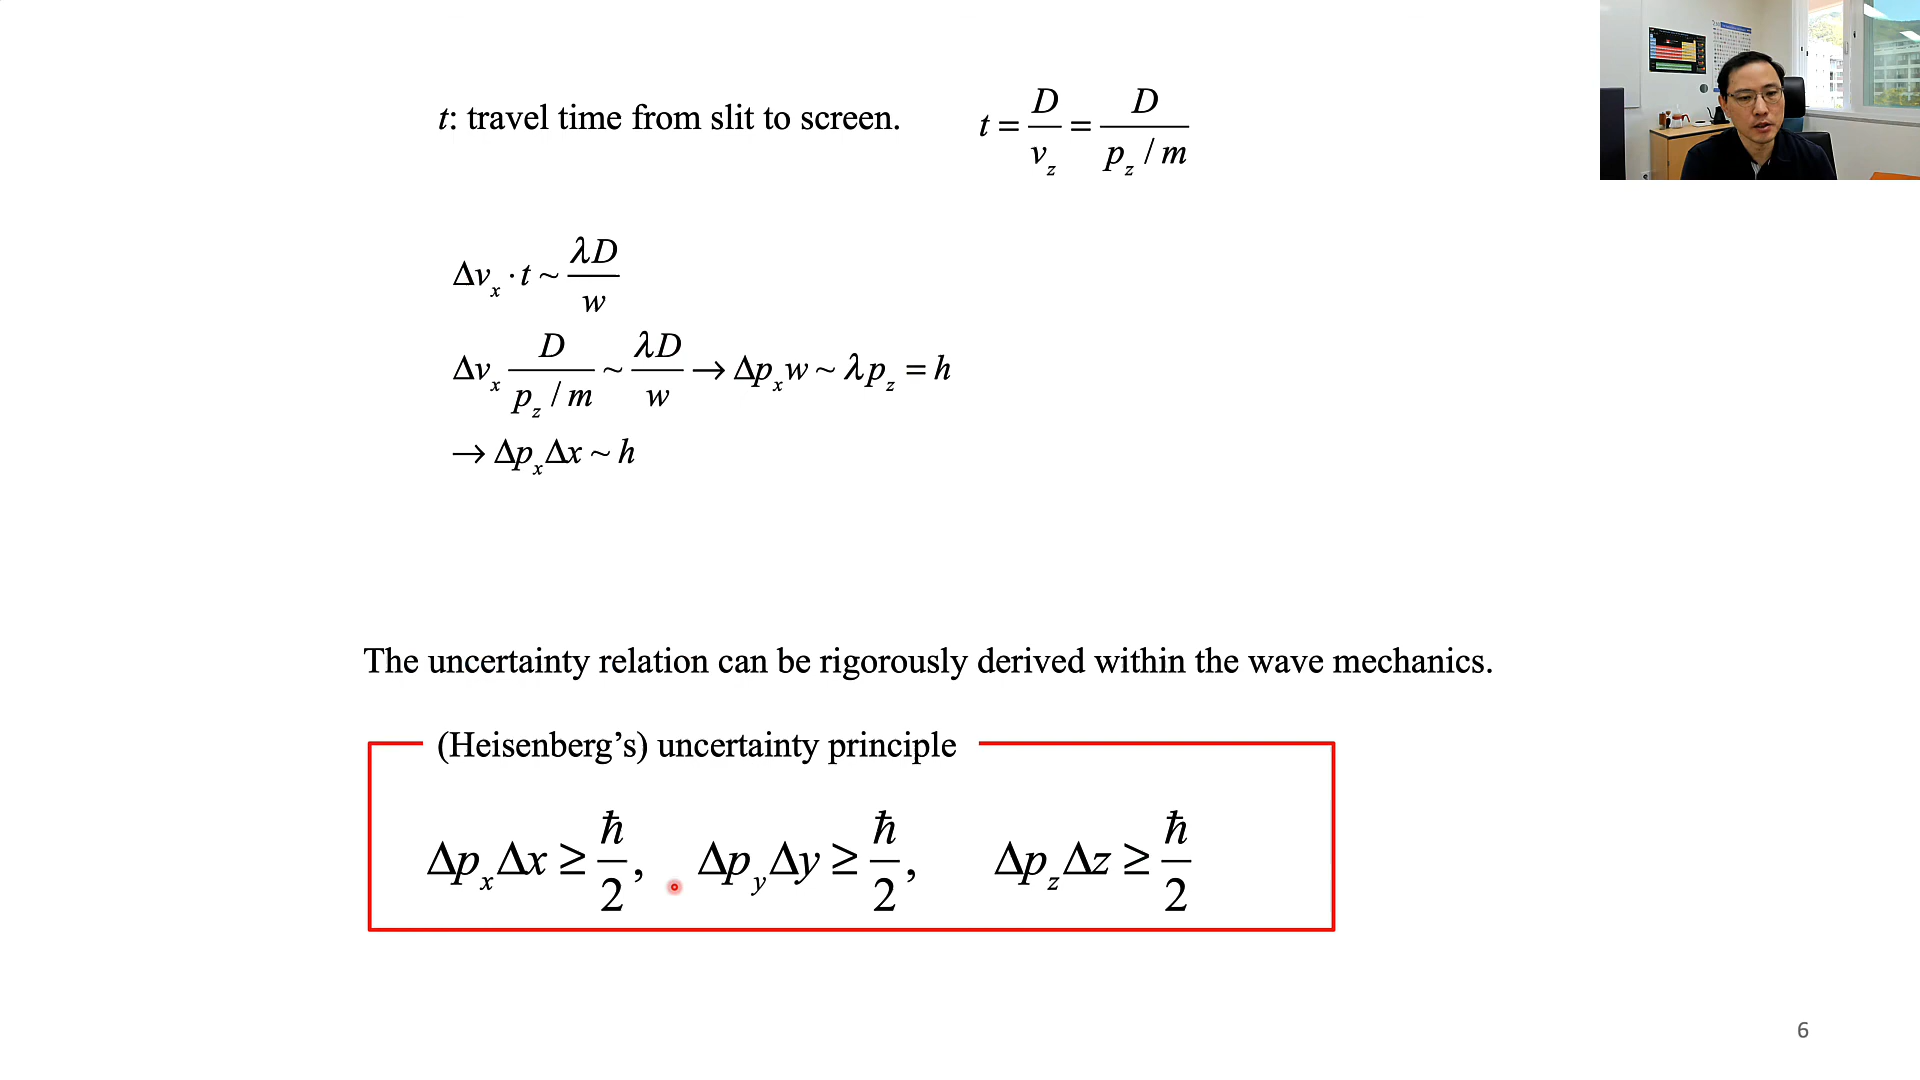 t: travel time from slit to screen. t = D / v_z = D / (p_z / m)
Δv_x · t ~ λD / w
Δv_x D / (p_z / m) ~ λD / w → Δp_x w ~ λp_z = h
→ Δp_x Δx ~ h
The uncertainty relation can be rigorously derived within the wave mechanics.
(Heisenberg’s) uncertainty principle
Δp_x Δx ≥ ħ / 2, Δp_y Δy ≥ ħ / 2, Δp_z Δz ≥ ħ / 2
6